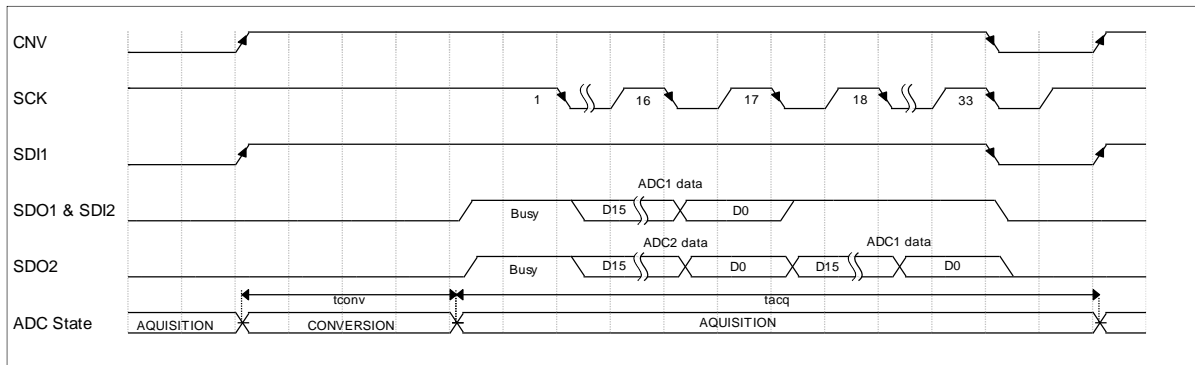 CNV
SCK
1
16
17
18
33
SDI1
ADC1 data
SDO1 & SDI2
Busy
D15
D0
ADC2 data
ADC1 data
SDO2
Busy
D15
D0
D15
D0
tconv
tacq
ADC State
AQUISITION
CONVERSION
AQUISITION